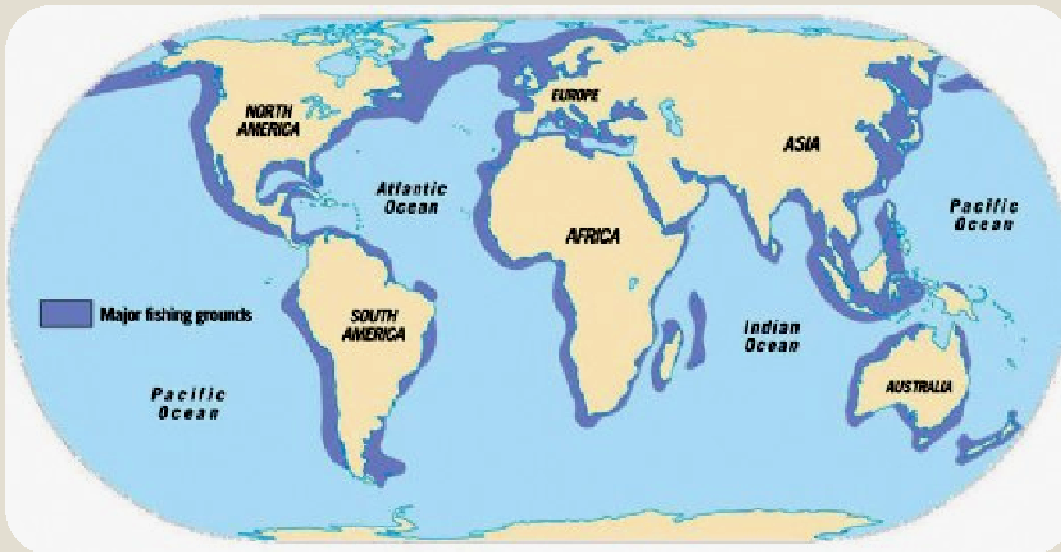 NORTH
AMERICA
EUROPE
ASIA
Atlantic
Ocean
Pacific
Ocean
AFRICA
Major fishing grounds
SOUTH
AMERICA
Indian
Ocean
Pacific
Ocean
AUSTRALIA